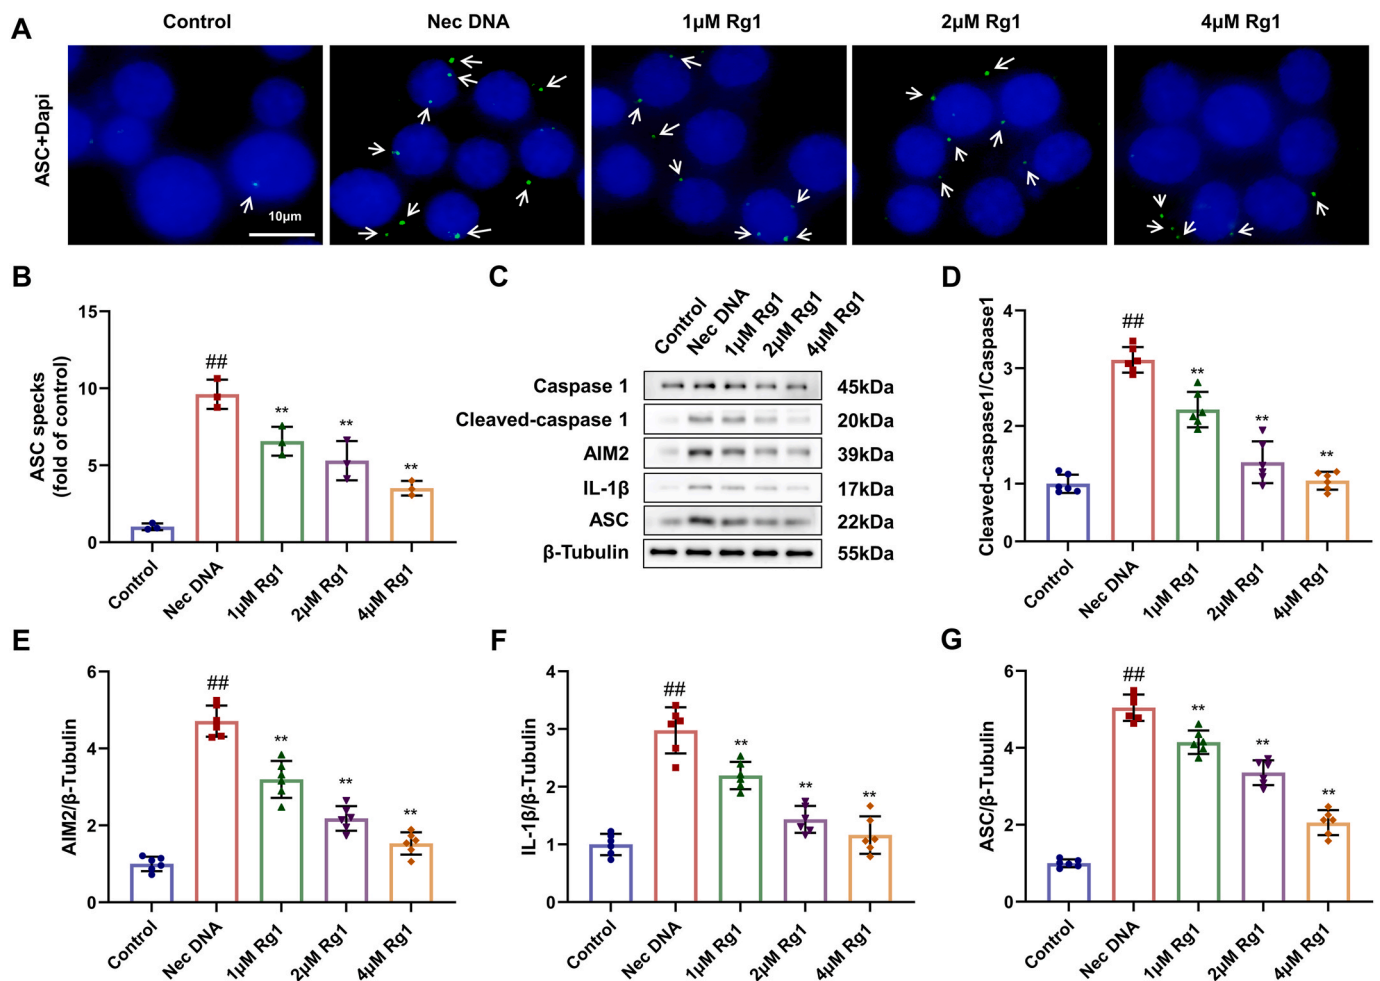 A
Control
Nec DNA
1μM Rg1
2μM Rg1
4μM Rg1
ASC+Dapi
10μm
B
ASC specks
(fold of control)
15
10
5
0
##
**
**
**
Control
Nec DNA
1μM Rg1
2μM Rg1
4μM Rg1
C
Control
Nec DNA
1μM Rg1
2μM Rg1
4μM Rg1
Caspase 1 45kDa
Cleaved-caspase 1 20kDa
AIM2 39kDa
IL-1β 17kDa
ASC 22kDa
β-Tubulin 55kDa
D
Cleaved-caspase1/Caspase1
4
3
2
1
0
##
**
**
**
Control
Nec DNA
1μM Rg1
2μM Rg1
4μM Rg1
E
AIM2/β-Tubulin
6
4
2
0
##
**
**
**
Control
Nec DNA
1μM Rg1
2μM Rg1
4μM Rg1
F
IL-1β/β-Tubulin
4
3
2
1
0
##
**
**
**
Control
Nec DNA
1μM Rg1
2μM Rg1
4μM Rg1
G
ASC/β-Tubulin
6
4
2
0
##
**
**
**
Control
Nec DNA
1μM Rg1
2μM Rg1
4μM Rg1